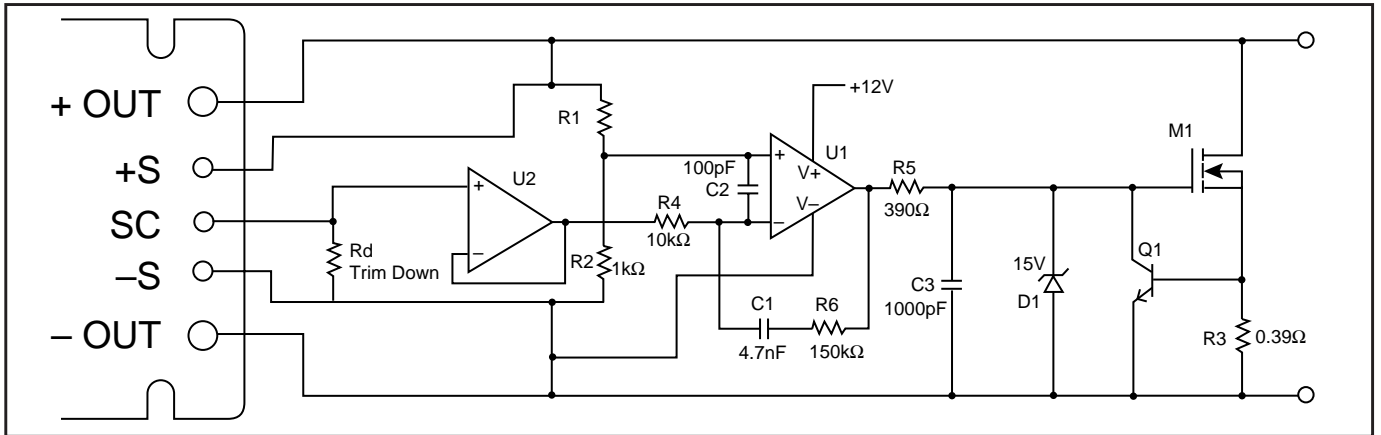 + OUT
+S
SC
–S
– OUT
Rd
Trim Down
+
–
U2
R1
R2
1kΩ
R4
10kΩ
100pF
C2
+
–
V+
V–
U1
+12V
C1
4.7nF
R6
150kΩ
R5
390Ω
C3
1000pF
15V
D1
Q1
M1
R3
0.39Ω